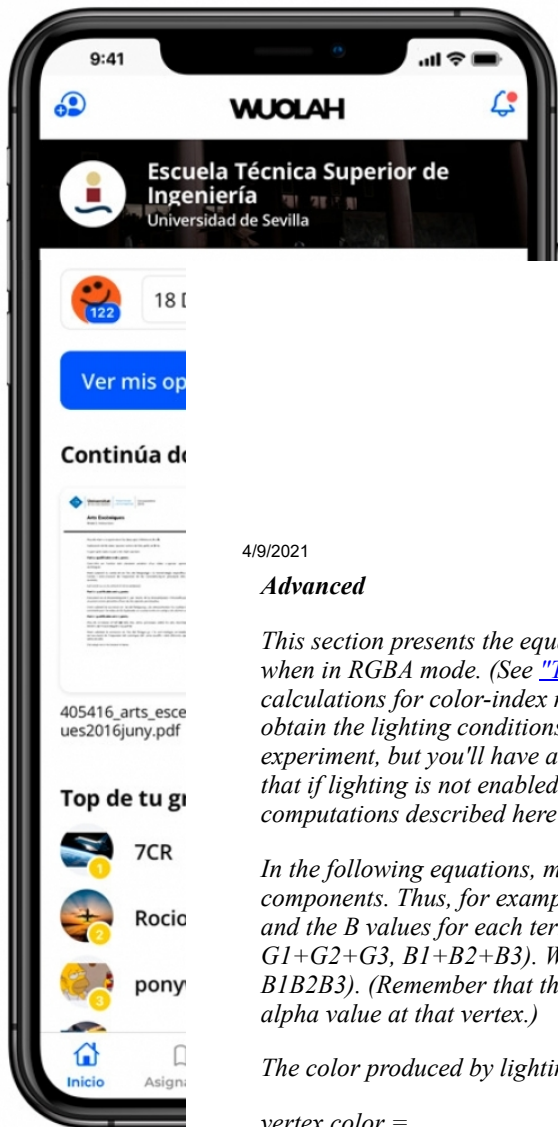 9:41
WUOLAH
Escuela Técnica Superior de
Ingeniería
Universidad de Sevilla
122
18
Ver mis op
Continúa
405416_arts_esce
ues2016juny.pdf
Top de tu
1
7CR
2
Rocio
3
Inicio
4/9/2021
Advanced
This section presents the equ
when in RGBA mode. (See "T
calculations for color-index
obtain the lighting conditions
experiment, but you'll have a
that if lighting is not enabled
computations described here
In the following equations, m
components. Thus, for examp
and the B values for each ter
G1+G2+G3, B1+B2+B3). W
B1B2B3). (Remember that th
alpha value at that vertex.)
The color produced by lightin
vertex color =